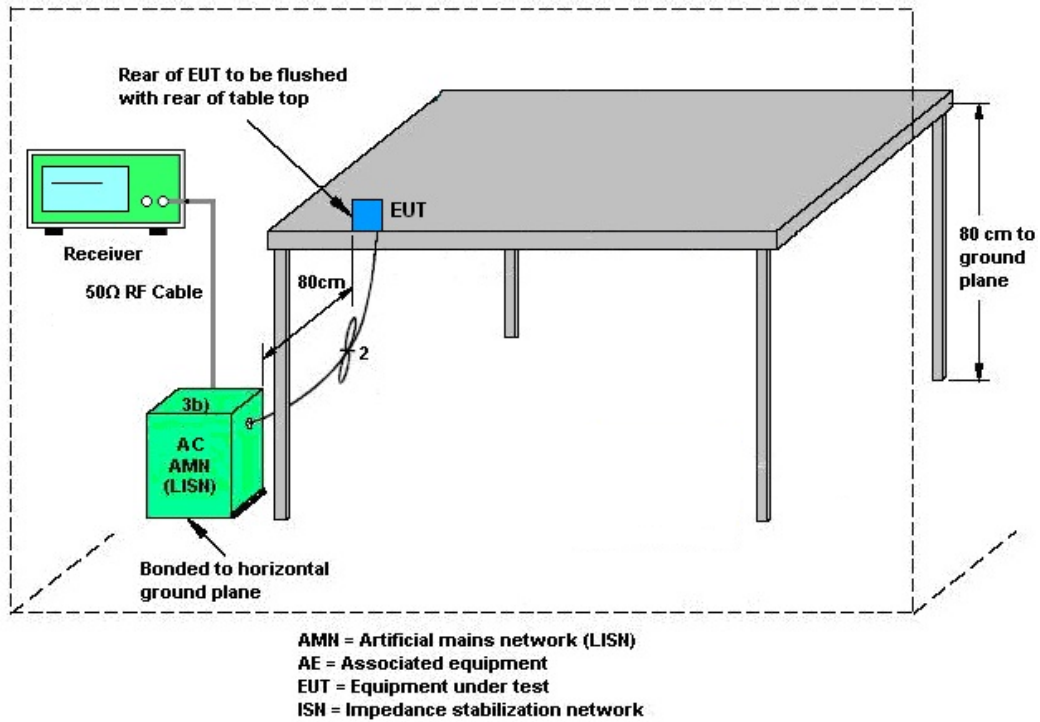 Rear of EUT to be flushed
with rear of table top
EUT
Receiver
50Ω RF Cable
80cm
80 cm to
ground
plane
2
3b)
AC
AMN
(LISN)
Bonded to horizontal
ground plane
AMN = Artificial mains network (LISN)
AE = Associated equipment
EUT = Equipment under test
ISN = Impedance stabilization network